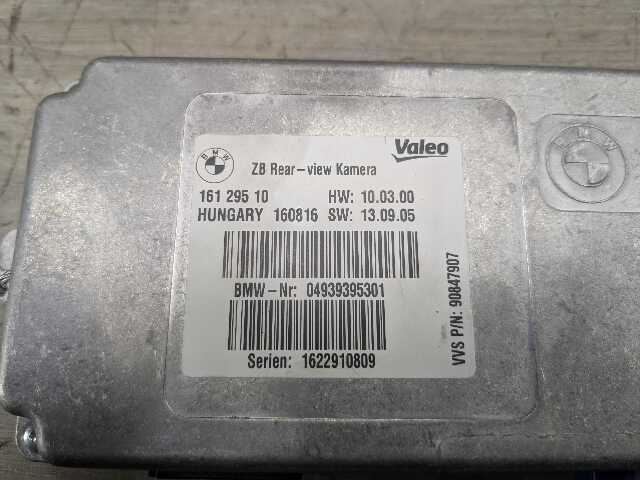 BMW
Valeo
ZB Rear-view Kamera
161 295 10 HW: 10.03.00
HUNGARY 160816 SW: 13.09.05
BMW-Nr: 04939395301
Serien: 1622910809
VVS P/N: 90847907
BMW